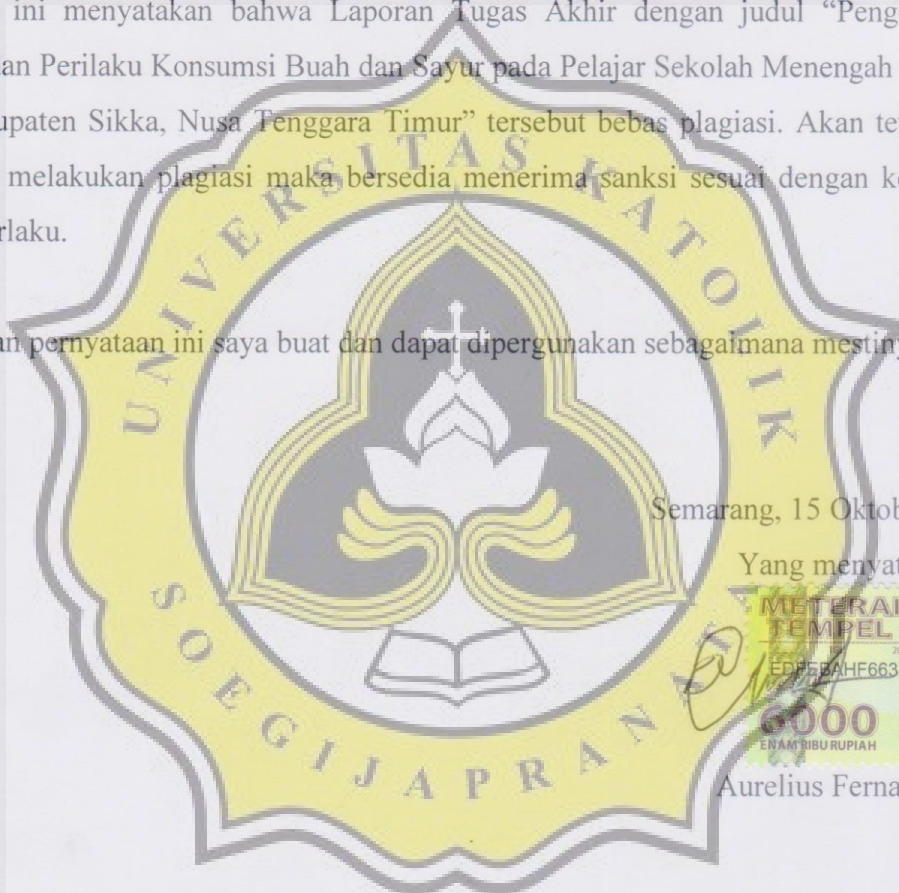 ini menyatakan bahwa Laporan Tugas Akhir dengan judul “Peng
an Perilaku Konsumsi Buah dan Sayur pada Pelajar Sekolah Menengah
upaten Sikka, Nusa Tenggara Timur” tersebut bebas plagiasi. Akan te
melakukan plagiasi maka bersedia menerima sanksi sesuai dengan k
rlaku.
an pernyataan ini saya buat dan dapat dipergunakan sebagaimana mestiny
UNIVERSITAS KATOLIK
SOEGIJAPRANATA
Semarang, 15 Oktob
Yang menyat
METERAI
TEMPEL
EDFEBAHF663
6000
ENAM RIBU RUPIAH
Aurelius Ferna